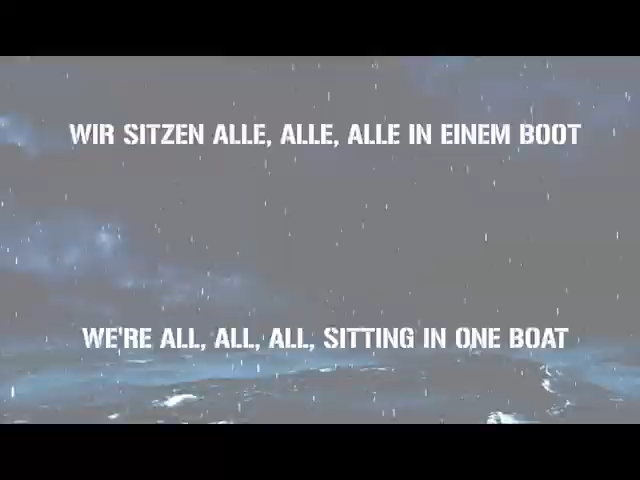 WIR SITZEN ALLE, ALLE, ALLE IN EINEM BOOT
WE'RE ALL, ALL, ALL, SITTING IN ONE BOAT